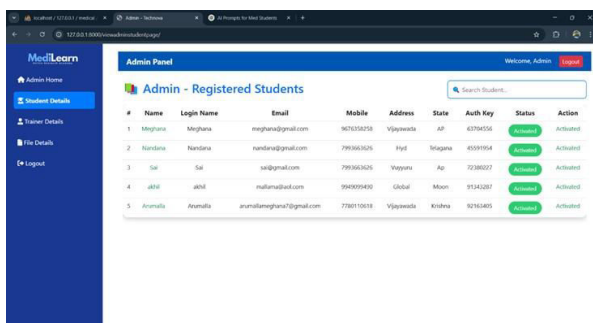 localhost / 127.0.0.1 / medical
Admin - Technova
AI Prompts for Med Students
127.0.0.1:8000/viewadminstudentpage/
MediLearn
Admin Panel
Welcome, Admin
Logout
Admin Home
Student Details
Trainer Details
File Details
Logout
Admin - Registered Students
Search Student..
# Name Login Name Email Mobile Address State Auth Key Status Action
1 Meghana Meghana meghana@gmail.com 9676358258 Vijayawada AP 63704556 Activated Activated
2 Nandana Nandana nandana@gmail.com 7993663626 Hyd Telagana 45591954 Activated Activated
3 Sai Sai sai@gmail.com 7993663626 Vuyyuru Ap 72380227 Activated Activated
4 akhil akhil mallama@aol.com 9949099490 Global Moon 91343287 Activated Activated
5 Arumalla Arumalla arumallameghana7@gmail.com 7780110618 Vijayawada Krishna 92163405 Activated Activated